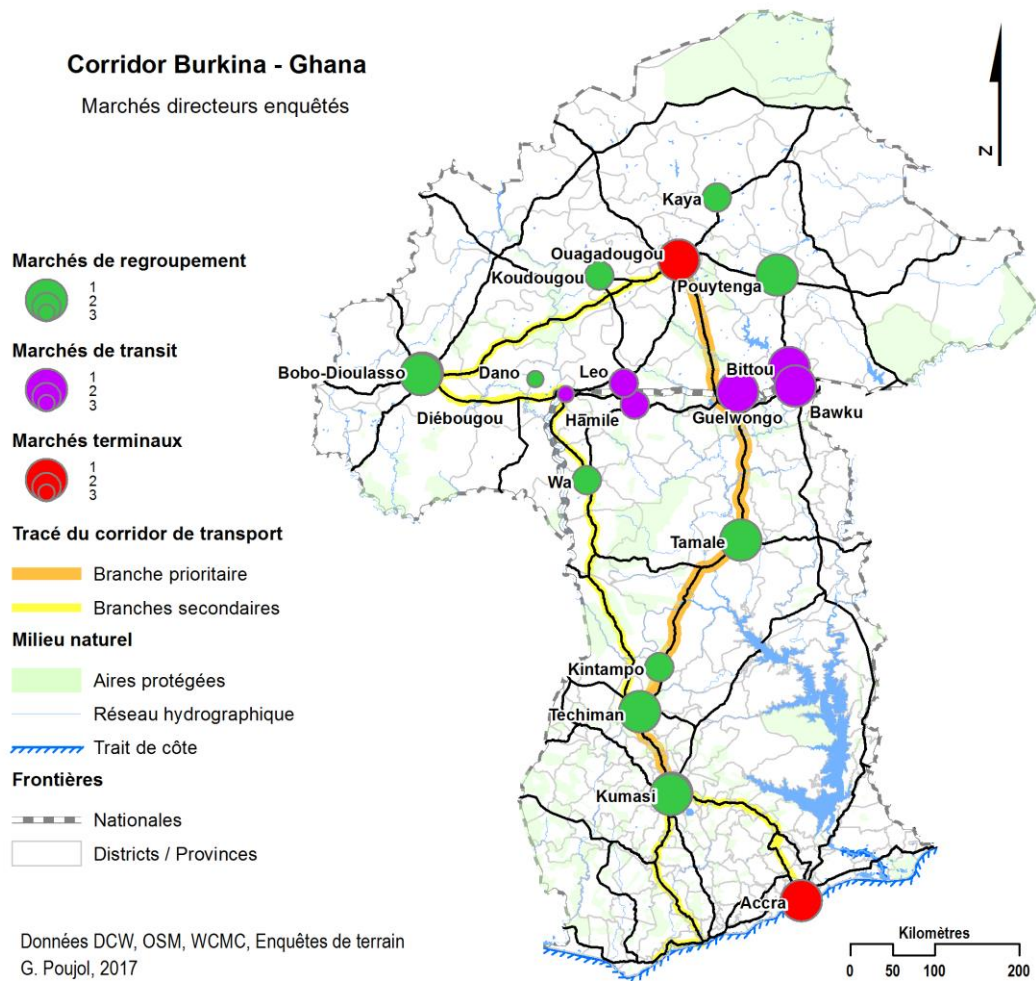 Corridor Burkina - Ghana
Marchés directeurs enquêtés
Marchés de regroupement
1
2
3
Marchés de transit
1
2
3
Marchés terminaux
1
2
3
Tracé du corridor de transport
Branche prioritaire
Branches secondaires
Milieu naturel
Aires protégées
Réseau hydrographique
Trait de côte
Frontières
Nationales
Districts / Provinces
Données DCW, OSM, WCMC, Enquêtes de terrain
G. Poujol, 2017
N
Kaya
Ouagadougou
Koudougou
Pouytenga
Bobo-Dioulasso
Dano
Leo
Bittou
Diébougou
Hāmile
Guelwongo
Bawku
Wa
Tamale
Kintampo
Techiman
Kumasi
Accra
Kilomètres
0 50 100 200